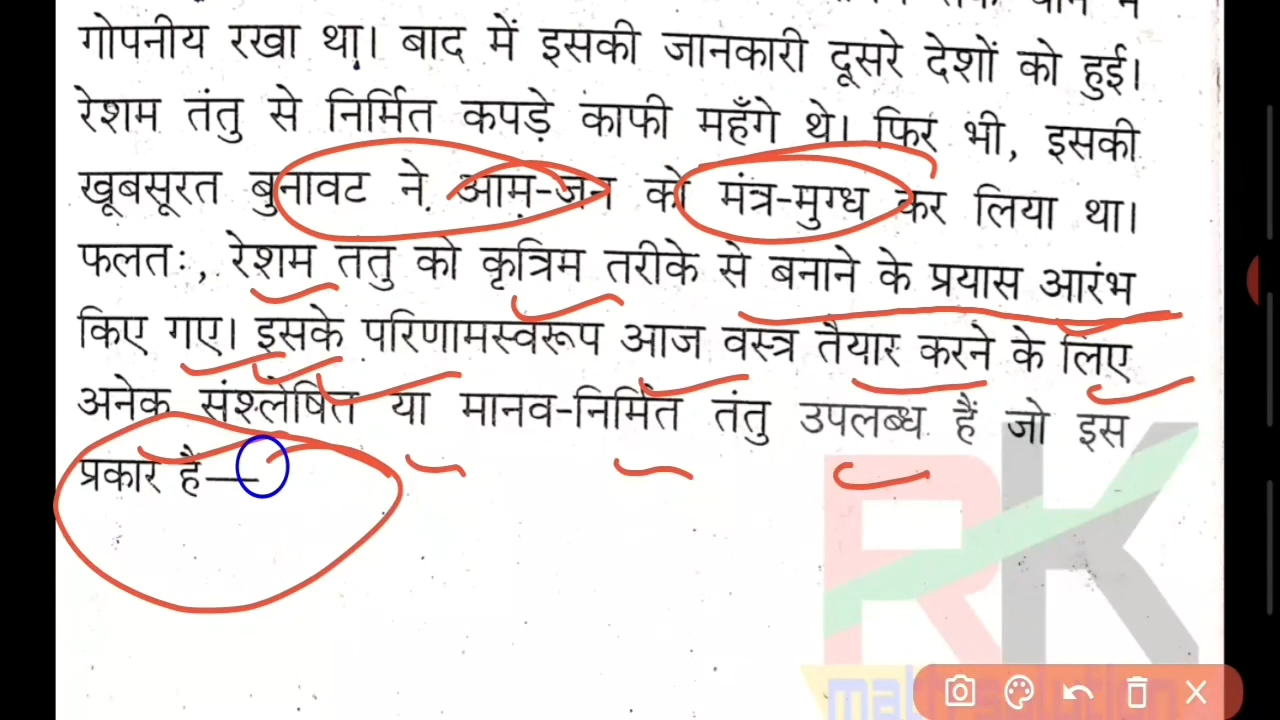 गोपनीय रखा था। बाद में इसकी जानकारी दूसरे देशों को हुई।
रेशम तंतु से निर्मित कपड़े काफी महँगे थे। फिर भी, इसकी
खूबसूरत बुनावट ने आम-जन को मंत्र-मुग्ध कर लिया था।
फलतः, रेशम ततु को कृत्रिम तरीके से बनाने के प्रयास आरंभ
किए गए। इसके परिणामस्वरूप आज वस्त्र तैयार करने के लिए
अनेक संश्लेषित या मानव-निर्मित तंतु उपलब्ध हैं जो इस
प्रकार हैं—
RK